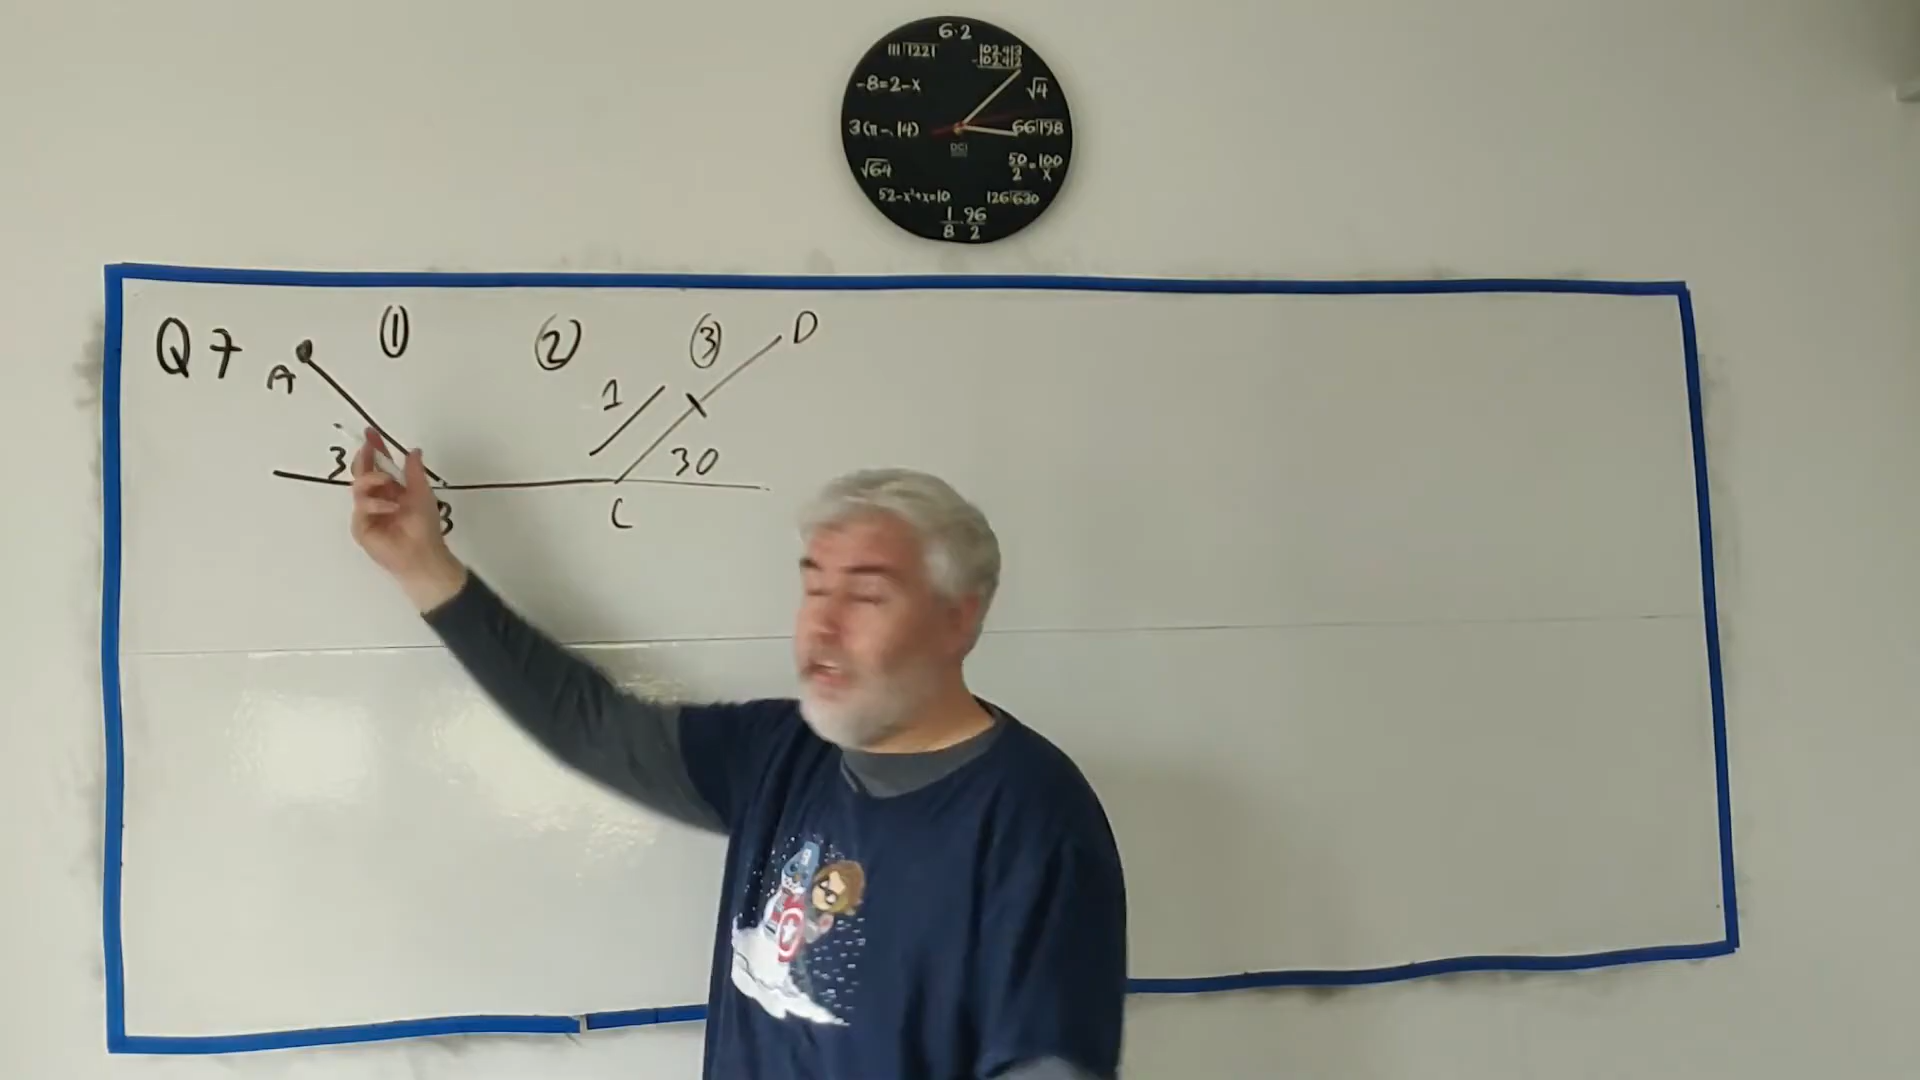 6·2
111|1221
102,413
-102,412
-8=2-x
√4
3(π-.14)
66|198
DCI
√64
50/2=100/x
52-x²+x=10
126|630
1/8·96/2
Q7
①
②
③
D
A
1
30
B
C